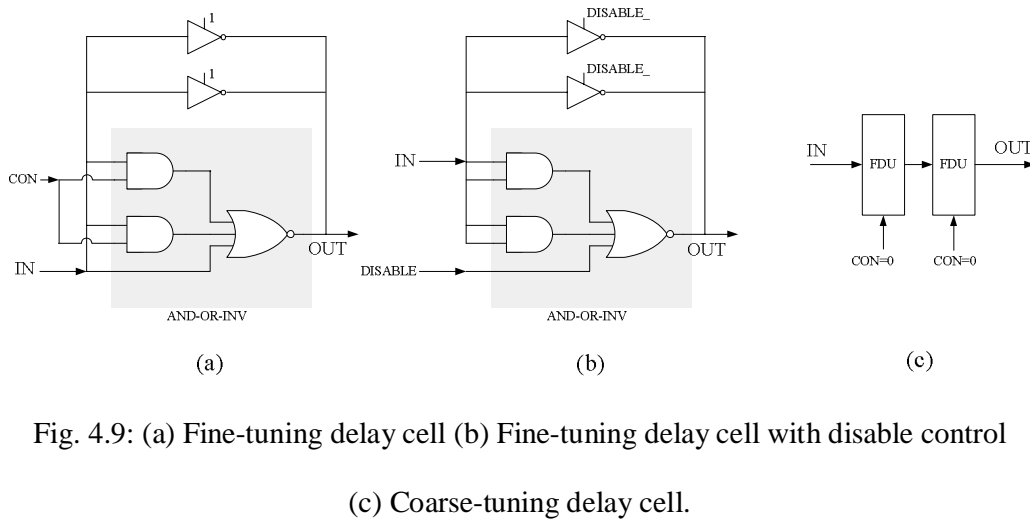 1
1
CON
IN
OUT
AND-OR-INV
(a)
DISABLE_
DISABLE_
IN
DISABLE
OUT
AND-OR-INV
(b)
IN
FDU
FDU
OUT
CON=0
CON=0
(c)
Fig. 4.9: (a) Fine-tuning delay cell (b) Fine-tuning delay cell with disable control
(c) Coarse-tuning delay cell.